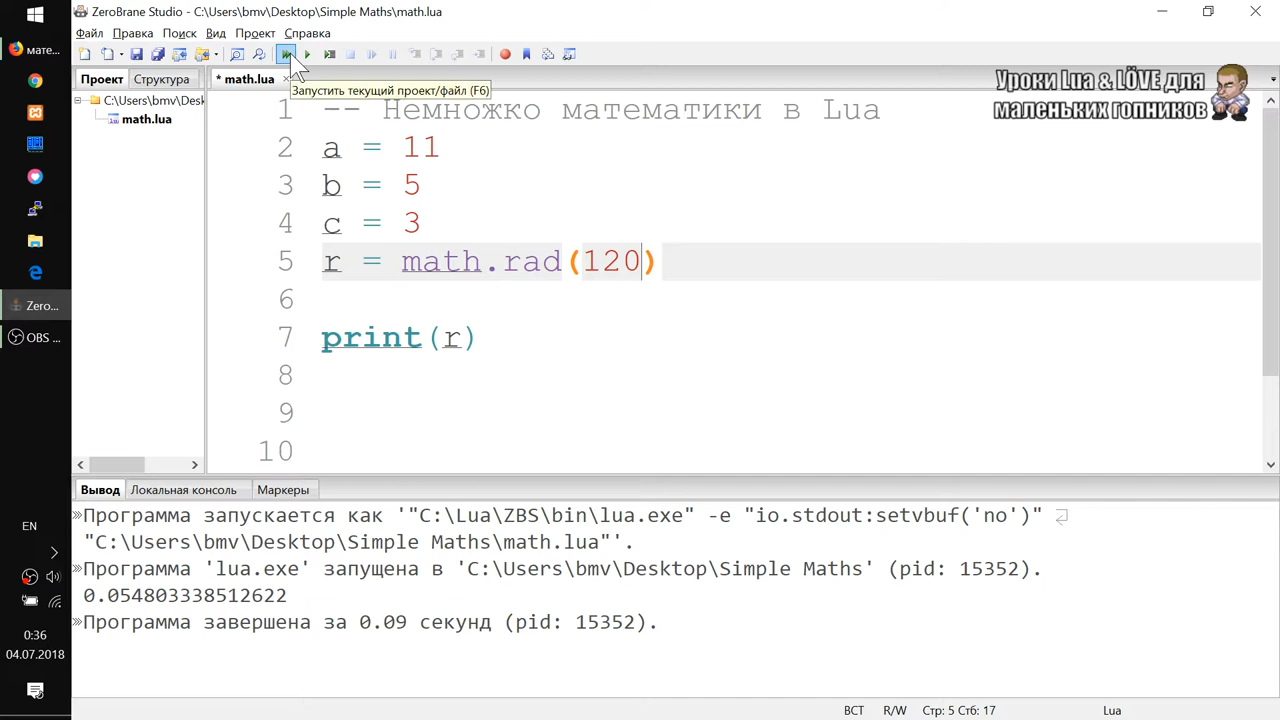 ZeroBrane Studio - C:\Users\bmv\Desktop\Simple Maths\math.lua
Файл Правка Поиск Вид Проект Справка
мате...
Проект Структура
* math.lua
Запустить текущий проект/файл (F6)
Уроки Lua & LÖVE для
маленьких гопников
C:\Users\bmv\Desk
math.lua
1 -- Немножко математики в Lua
2 a = 11
3 b = 5
4 c = 3
5 r = math.rad(120)
6
7 print(r)
8
9
10
Zero...
OBS ...
Вывод Локальная консоль Маркеры
Программа запускается как '"C:\Lua\ZBS\bin\lua.exe" -e "io.stdout:setvbuf('no')"
"C:\Users\bmv\Desktop\Simple Maths\math.lua"'.
Программа 'lua.exe' запущена в 'C:\Users\bmv\Desktop\Simple Maths' (pid: 15352).
0.054803338512622
Программа завершена за 0.09 секунд (pid: 15352).
EN
0:36
04.07.2018
ВСТ R/W Стр: 5 Стб: 17 Lua